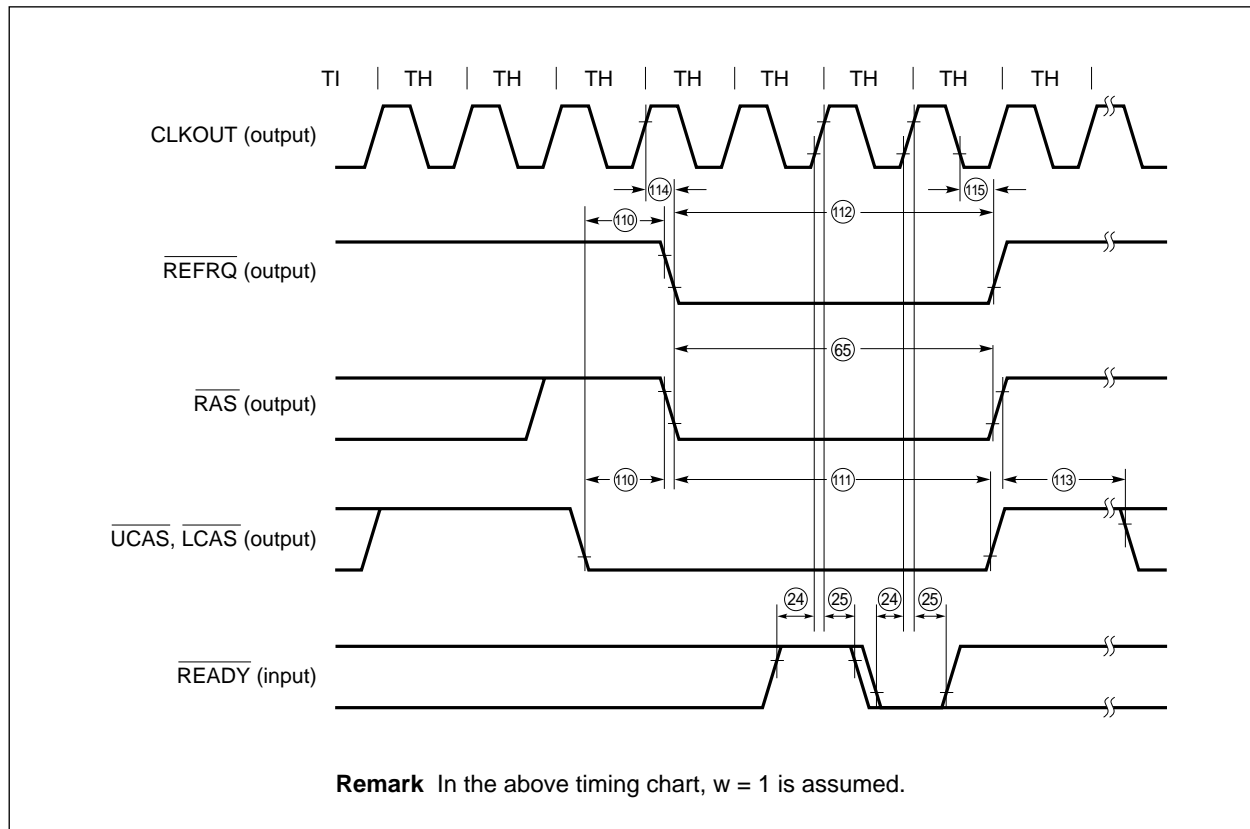 TI TH TH TH TH TH TH TH TH
CLKOUT (output)
114 115
110 112
REFRQ (output)
65
RAS (output)
110 111 113
UCAS, LCAS (output)
24 25 24 25
READY (input)
Remark In the above timing chart, w = 1 is assumed.